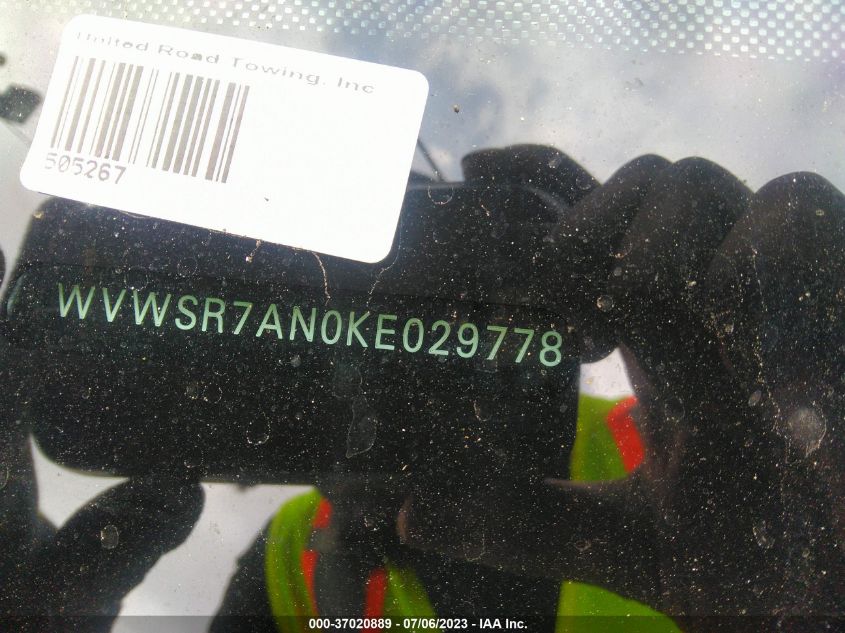 United Road Towing, Inc
505267
WVWSR7AN0KE029778
000-37020889 - 07/06/2023 - IAA Inc.